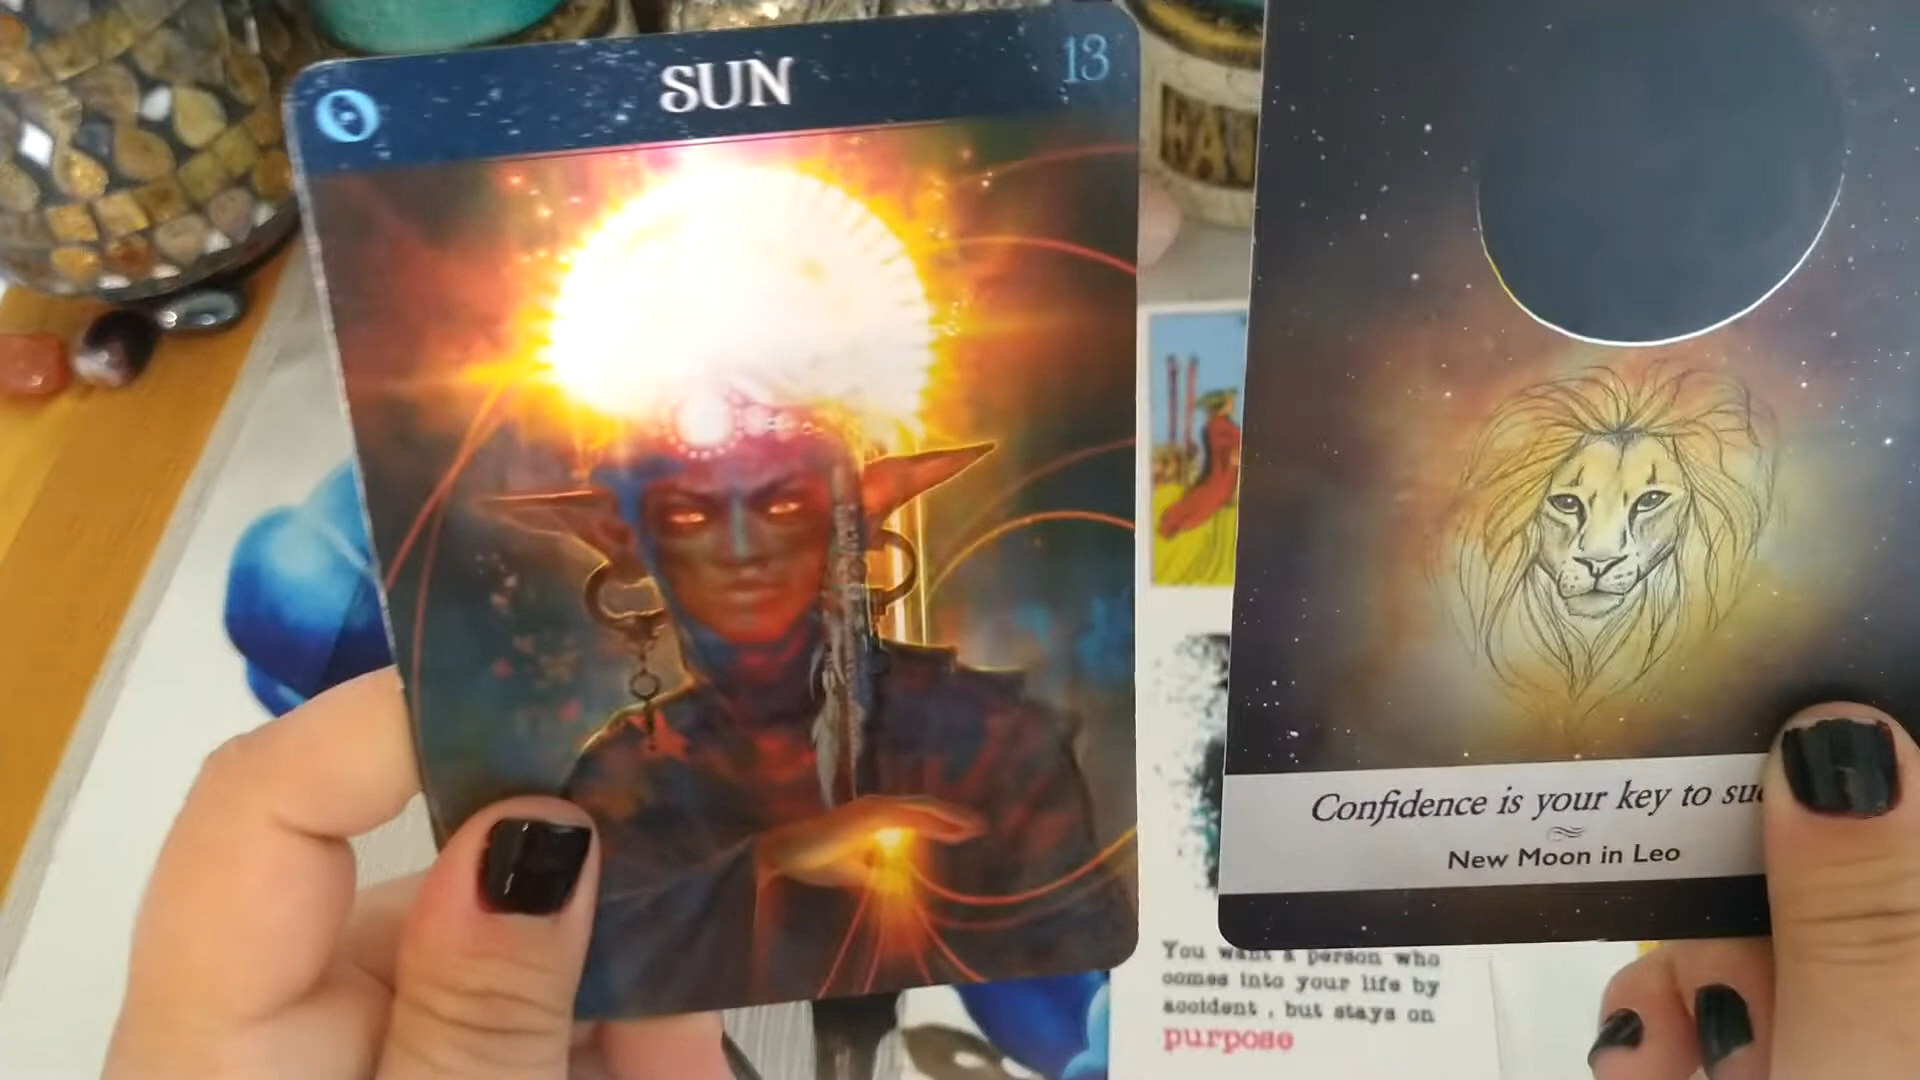 SUN
13
Confidence is your key to
New Moon in Leo
You want a person who
comes into your life by
accident , but stays on
purpose